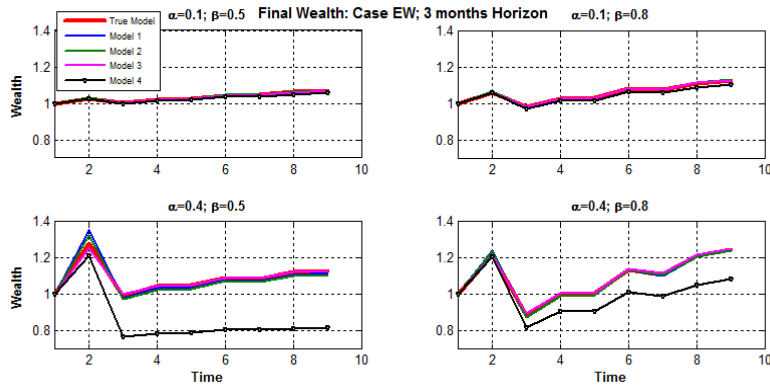 Final Wealth: Case EW; 3 months Horizon
α=0.1; β=0.5
α=0.1; β=0.8
True Model
Model 1
Model 2
Model 3
Model 4
Wealth
1.4
1.2
1
0.8
2
4
6
8
10
1.4
1.2
1
0.8
2
4
6
8
10
α=0.4; β=0.5
α=0.4; β=0.8
Wealth
1.4
1.2
1
0.8
2
4
6
8
10
Time
1.4
1.2
1
0.8
2
4
6
8
10
Time